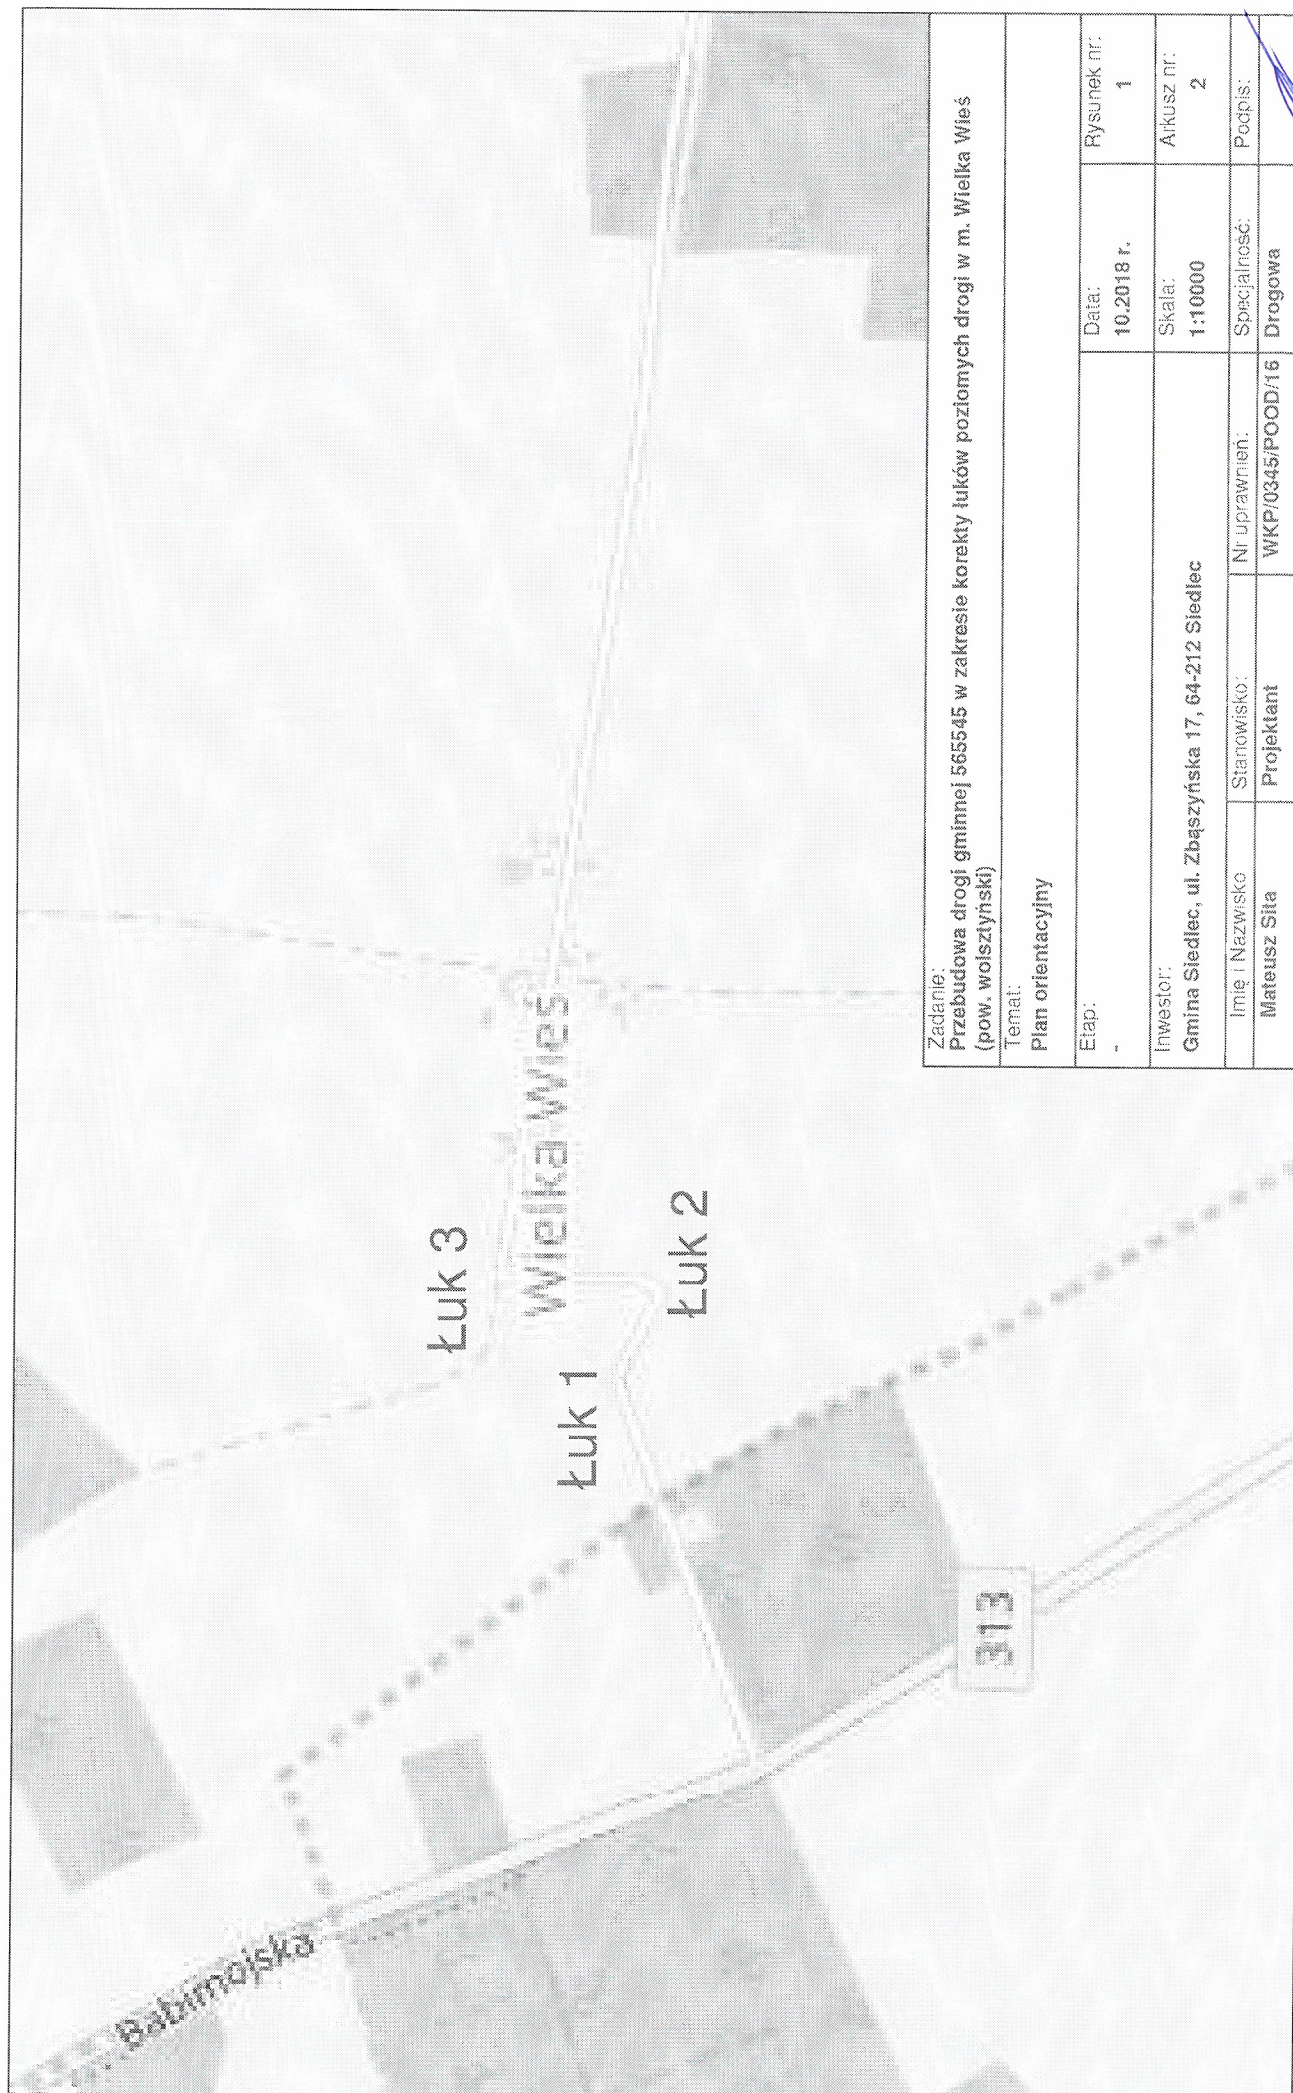 Babimojska
313
Łuk 1
Łuk 2
Łuk 3
Wielka Wieś
Zadanie:
Przebudowa drogi gminnej 565545 w zakresie korekty łuków poziomych drogi w m. Wielka Wieś
(pow. wolsztyński)
Temat:
Plan orientacyjny
Etap:
-
Data:
10.2018 r.
Rysunek nr:
1
Inwestor:
Gmina Siedlec, ul. Zbąszyńska 17, 64-212 Siedlec
Skala:
1:10000
Arkusz nr:
2
Imię i Nazwisko Stanowisko: Nr uprawnień: Specjalność: Podpis:
Mateusz Sita Projektant WKP/0345/POOD/16 Drogowa